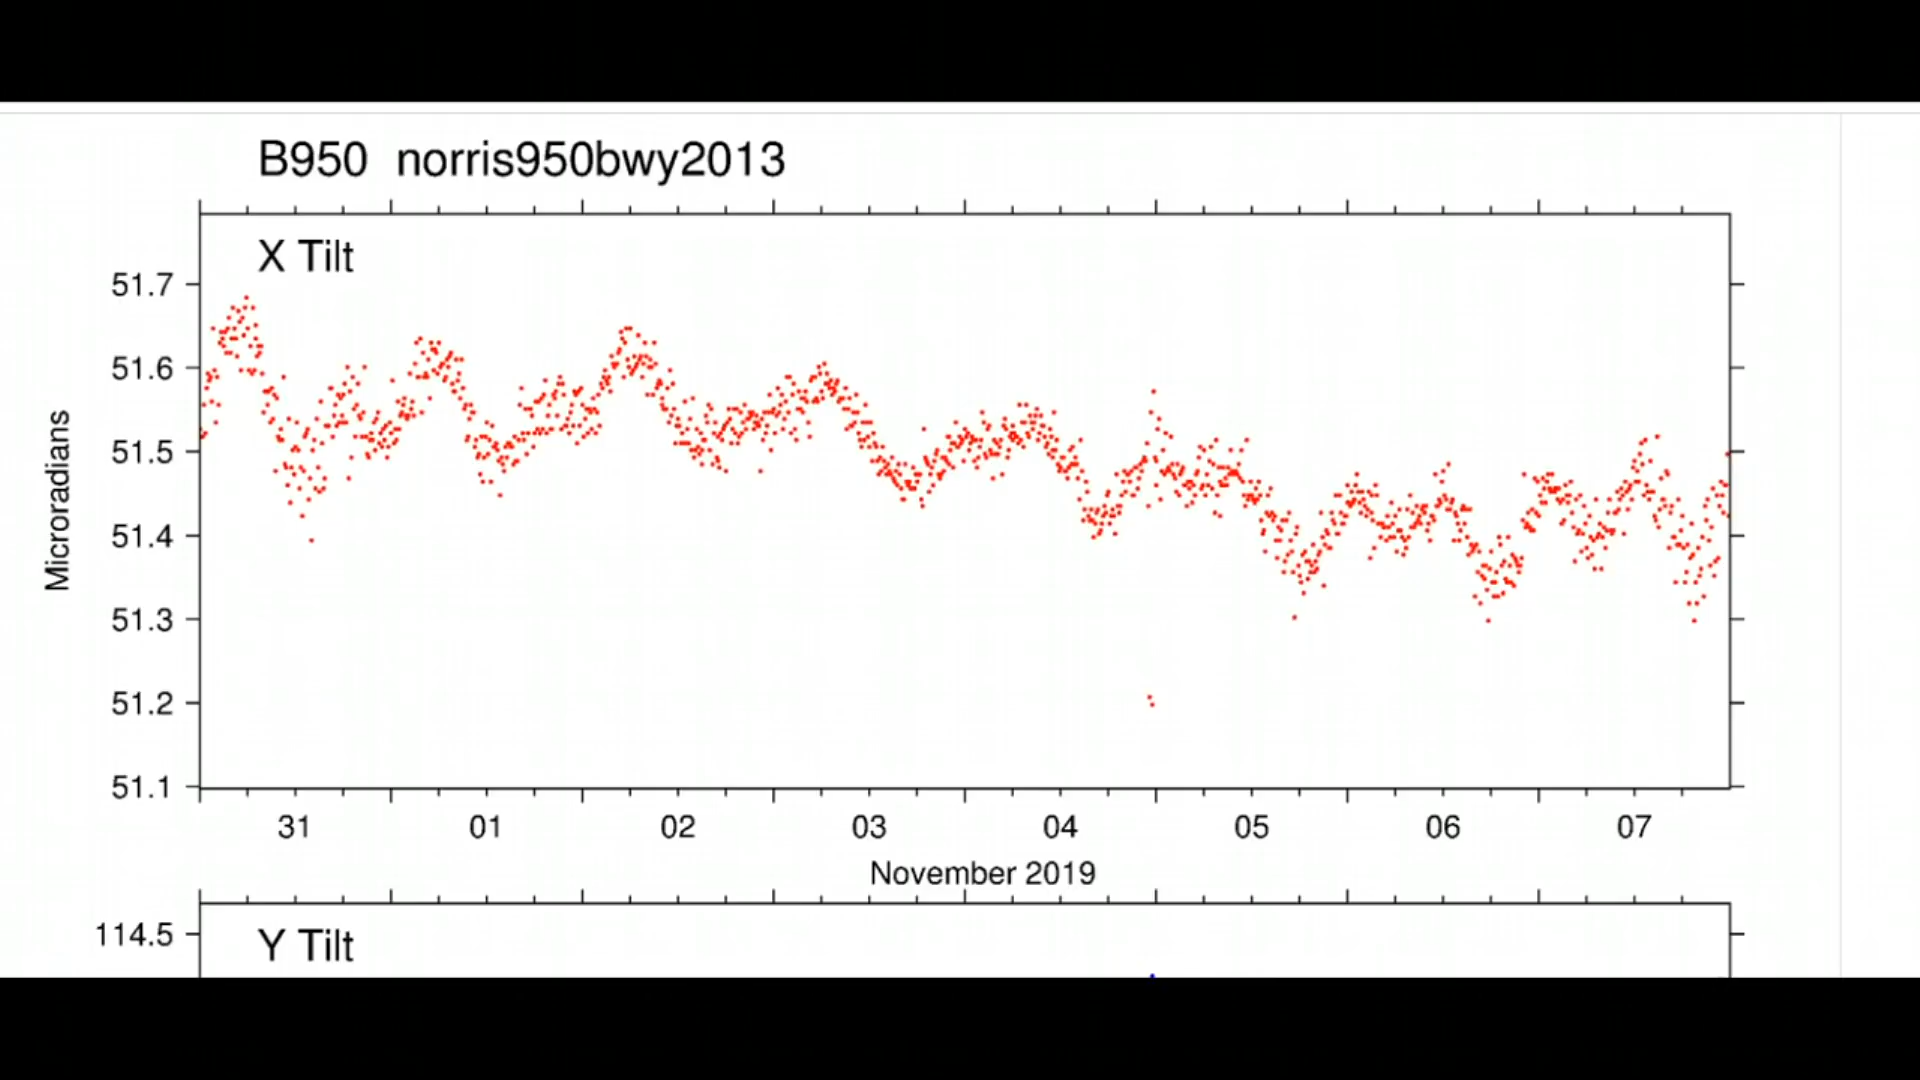 B950 norris950bwy2013
X Tilt
51.7
51.6
51.5
51.4
51.3
51.2
51.1
Microradians
31 01 02 03 04 05 06 07
November 2019
114.5
Y Tilt